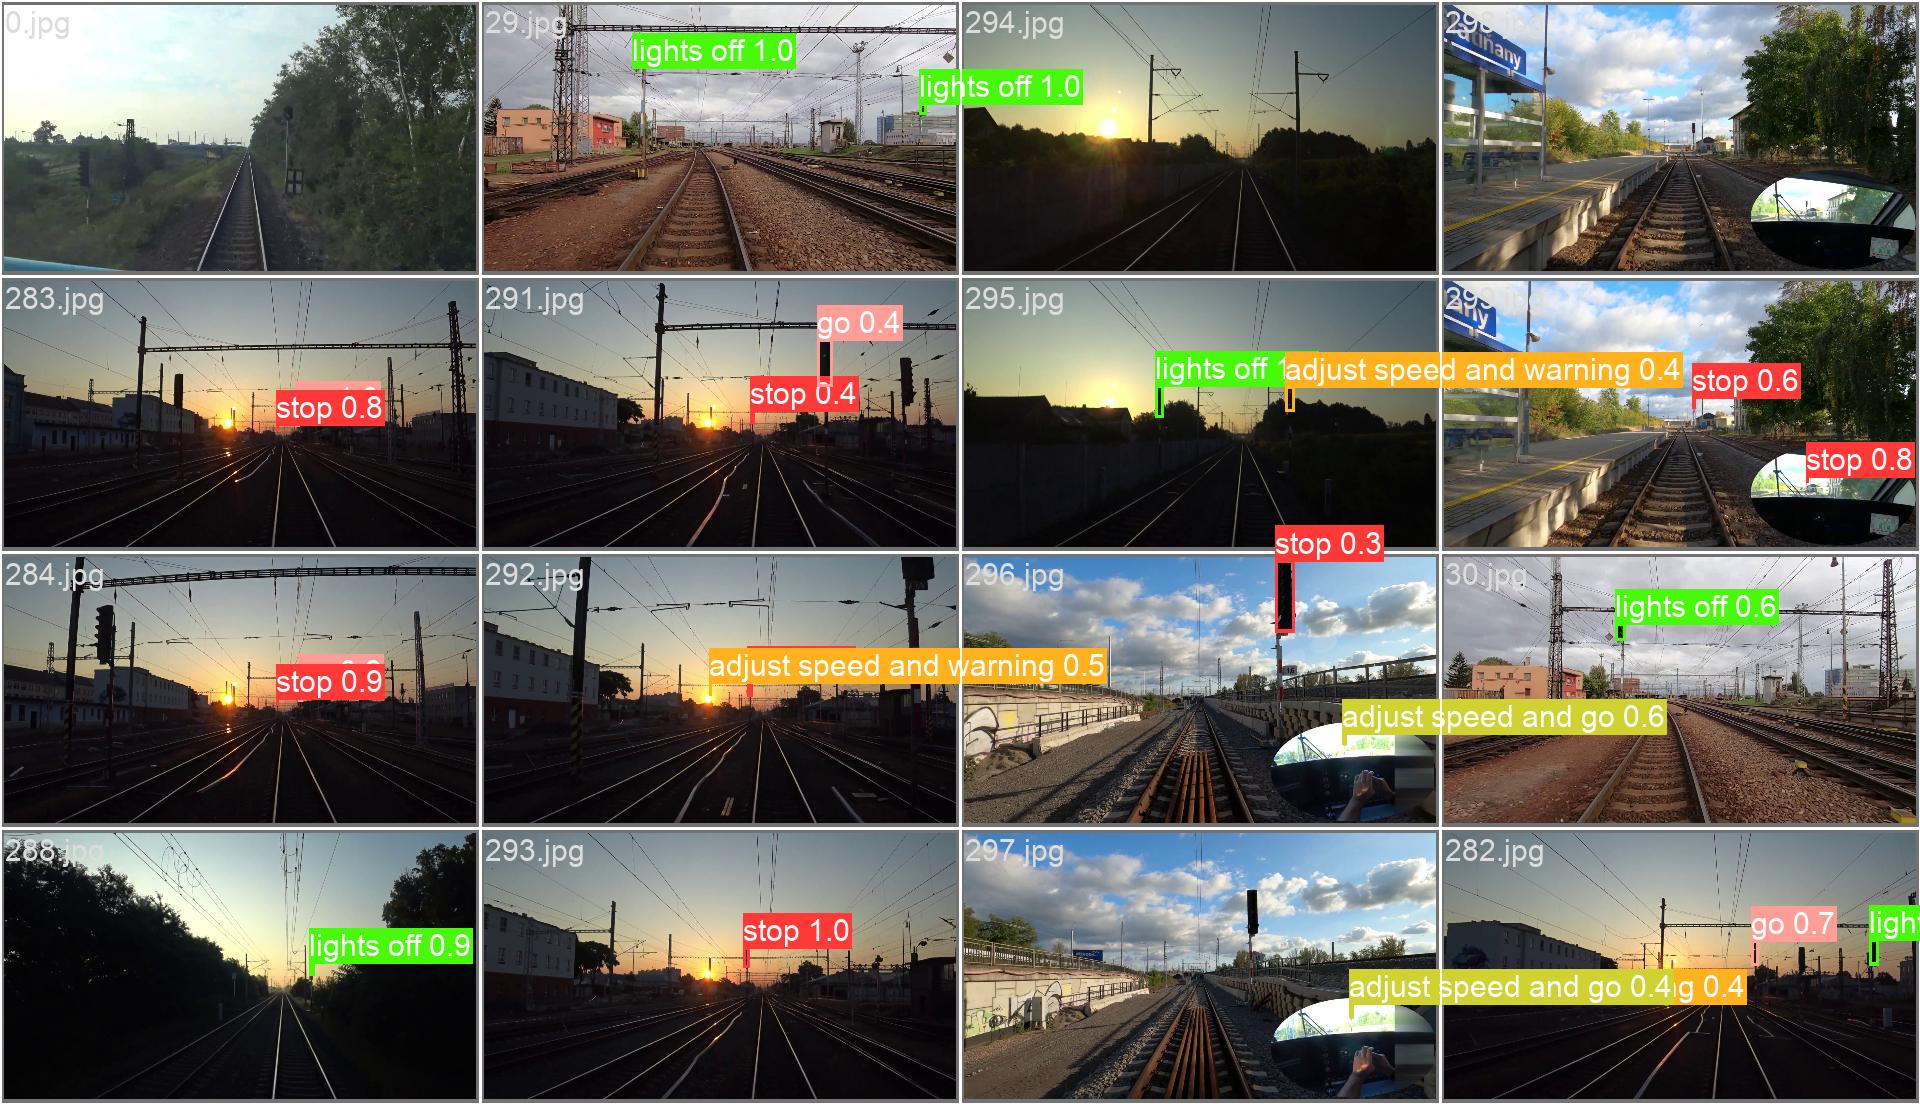 0.jpg
29.jpg
lights off 1.0
lights off 1.0
294.jpg
283.jpg
stop 0.8
291.jpg
go 0.4
stop 0.4
295.jpg
lights off 1
adjust speed and warning 0.4
stop 0.6
stop 0.8
284.jpg
stop 0.9
292.jpg
adjust speed and warning 0.5
296.jpg
stop 0.3
adjust speed and go 0.6
30.jpg
lights off 0.6
288.jpg
lights off 0.9
293.jpg
stop 1.0
297.jpg
adjust speed and go 0.4
g 0.4
282.jpg
go 0.7
light